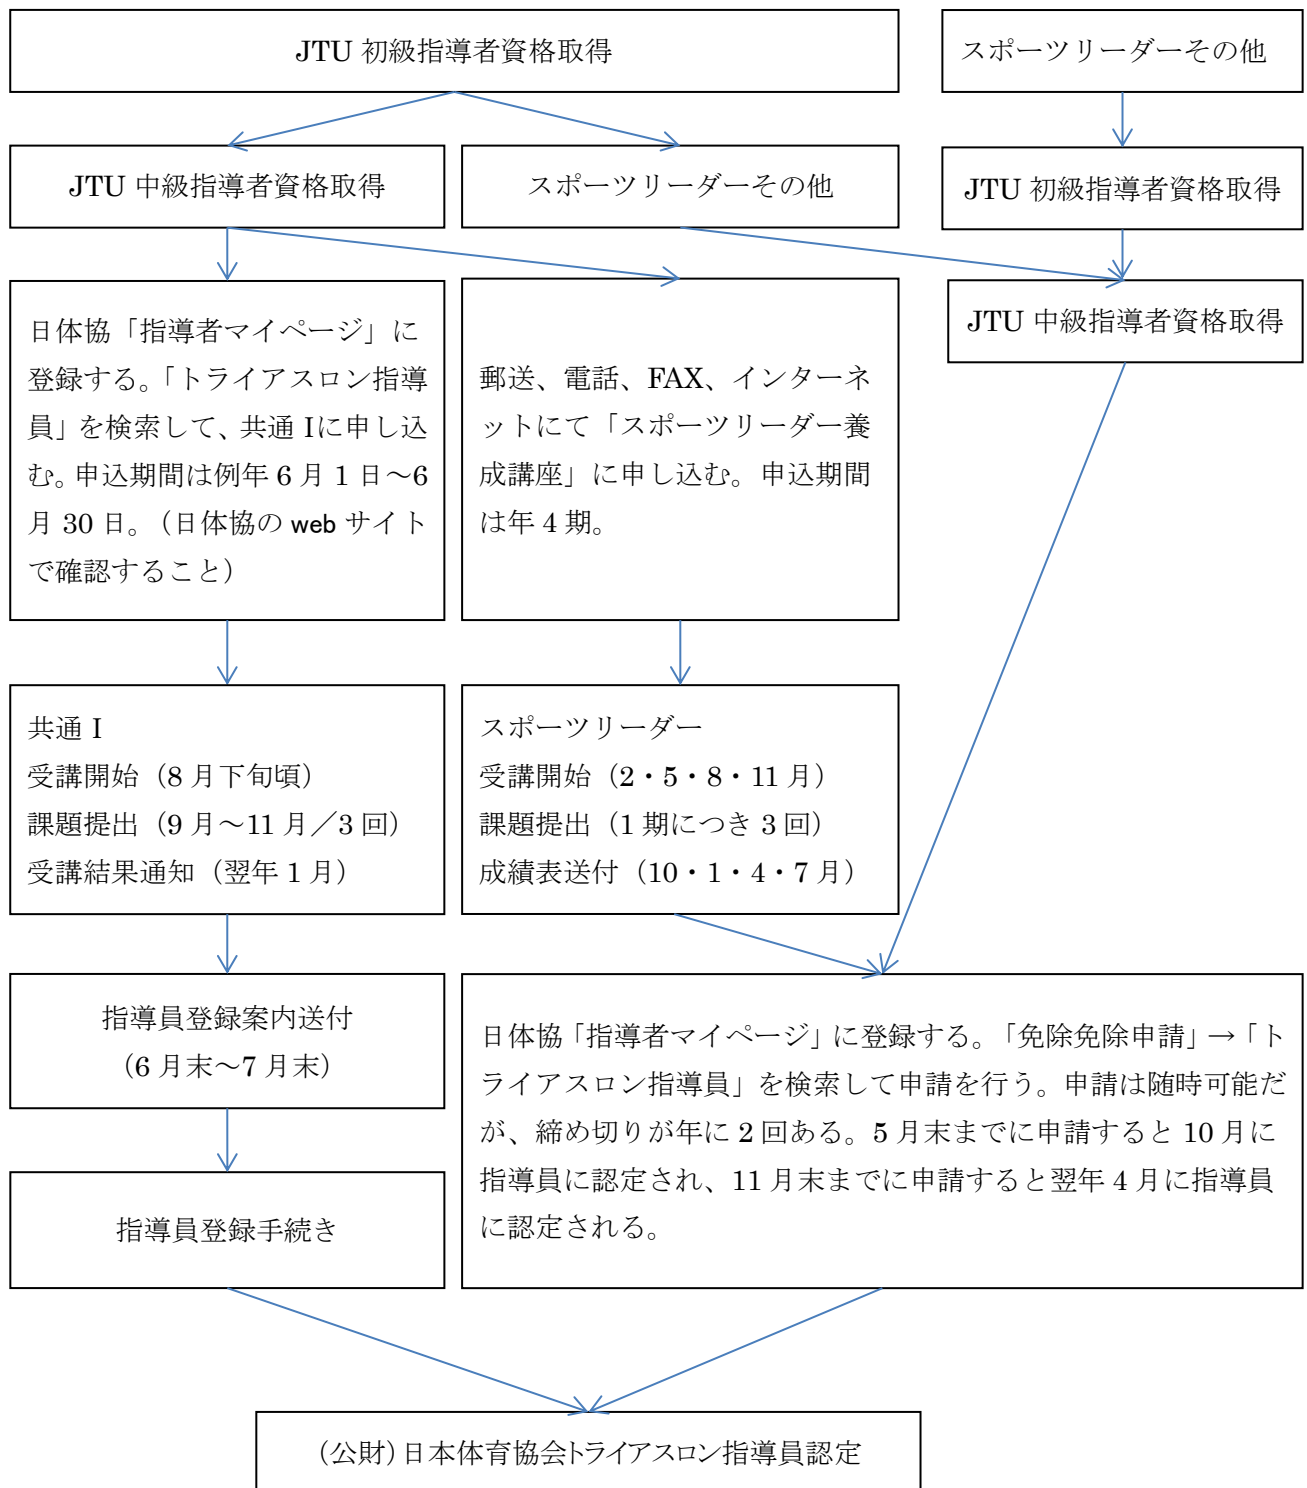 JTU 初級指導者資格取得
スポーツリーダーその他
JTU 中級指導者資格取得
スポーツリーダーその他
JTU 初級指導者資格取得
日体協「指導者マイページ」に
登録する。「トライアスロン指導
員」を検索して、共通 Iに申し込
む。申込期間は例年 6 月 1 日～6
月 30 日。（日体協の web サイト
で確認すること）
郵送、電話、FAX、インターネ
ットにて「スポーツリーダー養
成講座」に申し込む。申込期間
は年 4 期。
JTU 中級指導者資格取得
共通 I
受講開始（8 月下旬頃）
課題提出（9 月～11 月／3 回）
受講結果通知（翌年 1 月）
スポーツリーダー
受講開始（2・5・8・11 月）
課題提出（1 期につき 3 回）
成績表送付（10・1・4・7 月）
指導員登録案内送付
（6 月末～7 月末）
指導員登録手続き
日体協「指導者マイページ」に登録する。「免除免除申請」→「ト
ライアスロン指導員」を検索して申請を行う。申請は随時可能だ
が、締め切りが年に 2 回ある。5 月末までに申請すると 10 月に
指導員に認定され、11 月末までに申請すると翌年 4 月に指導員
に認定される。
（公財）日本体育協会トライアスロン指導員認定